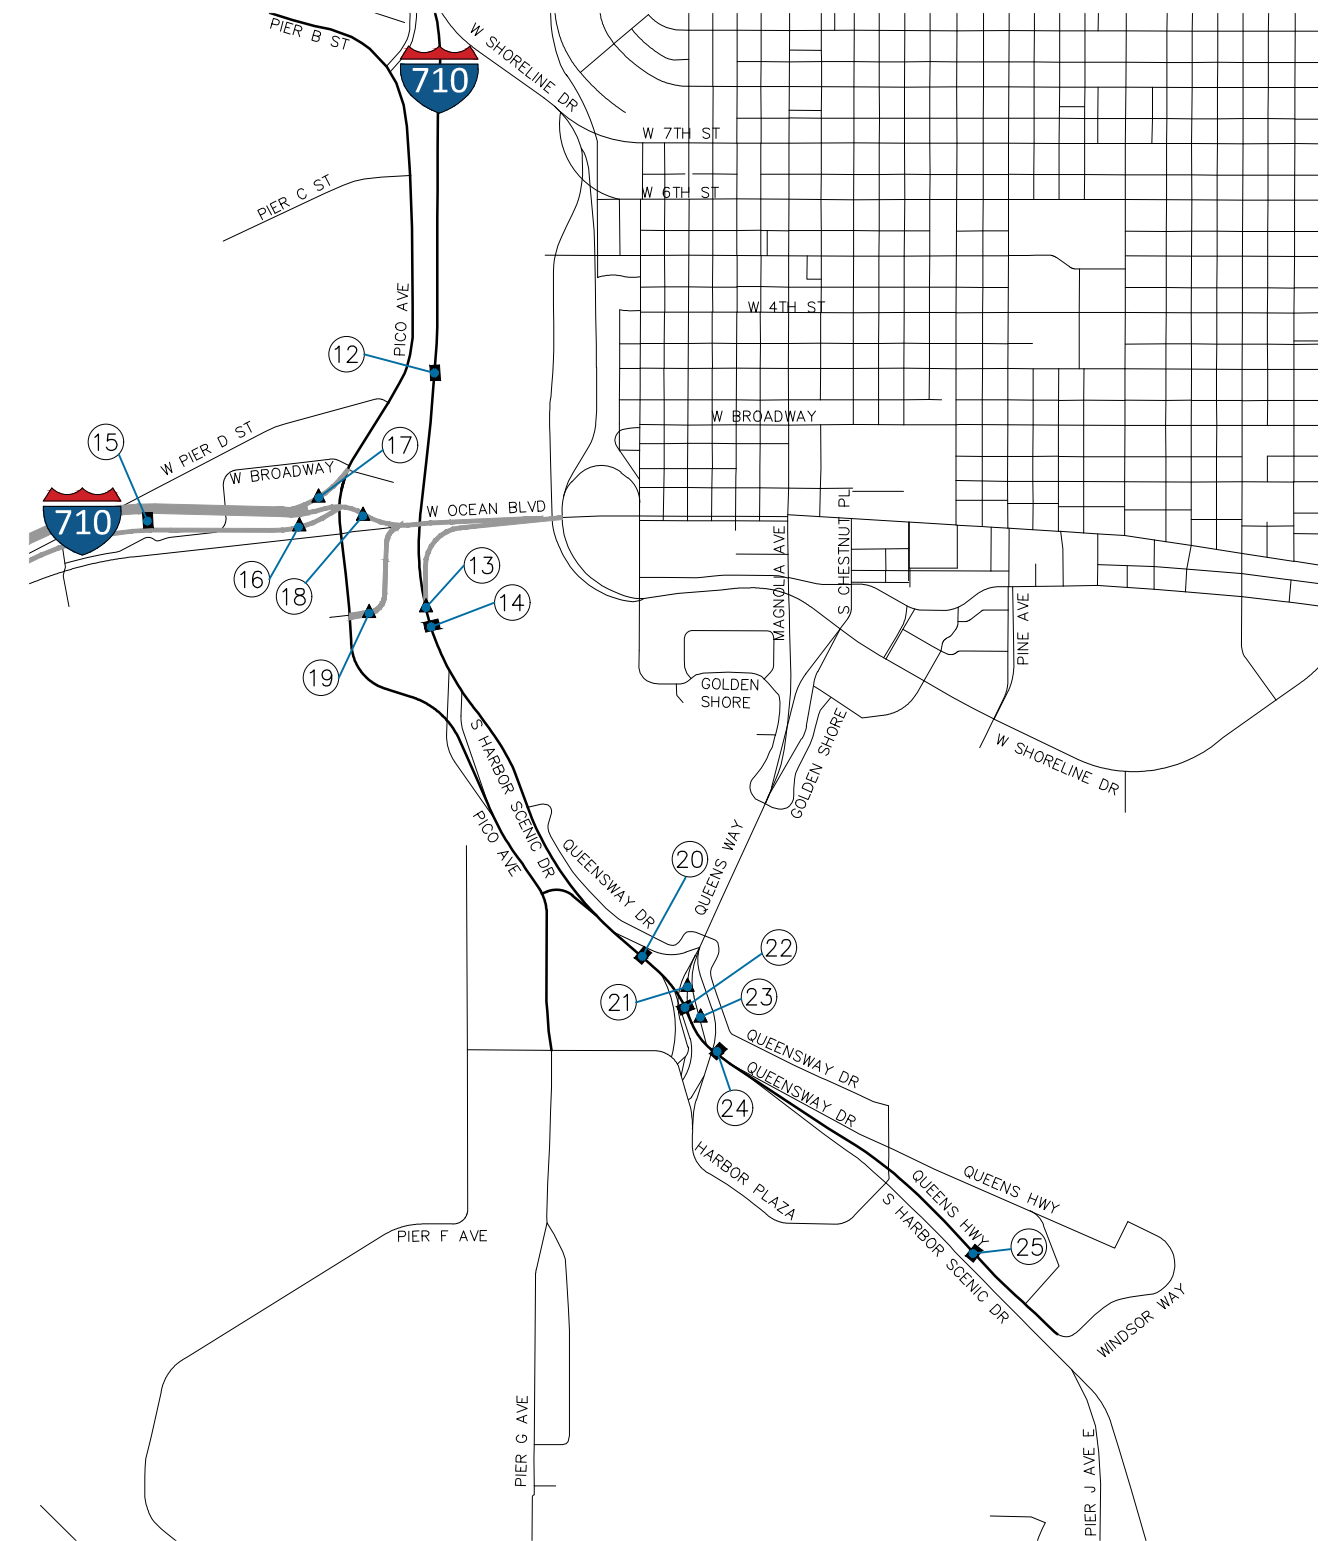 PIER B ST
710
W SHORELINE DR
W 7TH ST
PIER C ST
W 6TH ST
PICO AVE
W 4TH ST
12
W BROADWAY
15
W PIER D ST
17
W BROADWAY
710
W OCEAN BLVD
S CHESTNUT PL
MAGNOLIA AVE
16
18
13
14
PINE AVE
19
GOLDEN
SHORE
GOLDEN SHORE
W SHORELINE DR
S HARBOR SCENIC DR
PICO AVE
QUEENSWAY DR
20
QUEENS WAY
22
21
23
QUEENSWAY DR
QUEENSWAY DR
24
HARBOR PLAZA
QUEENS HWY
QUEENS HWY
S HARBOR SCENIC DR
25
PIER F AVE
WINDSOR WAY
PIER G AVE
PIER J AVE E